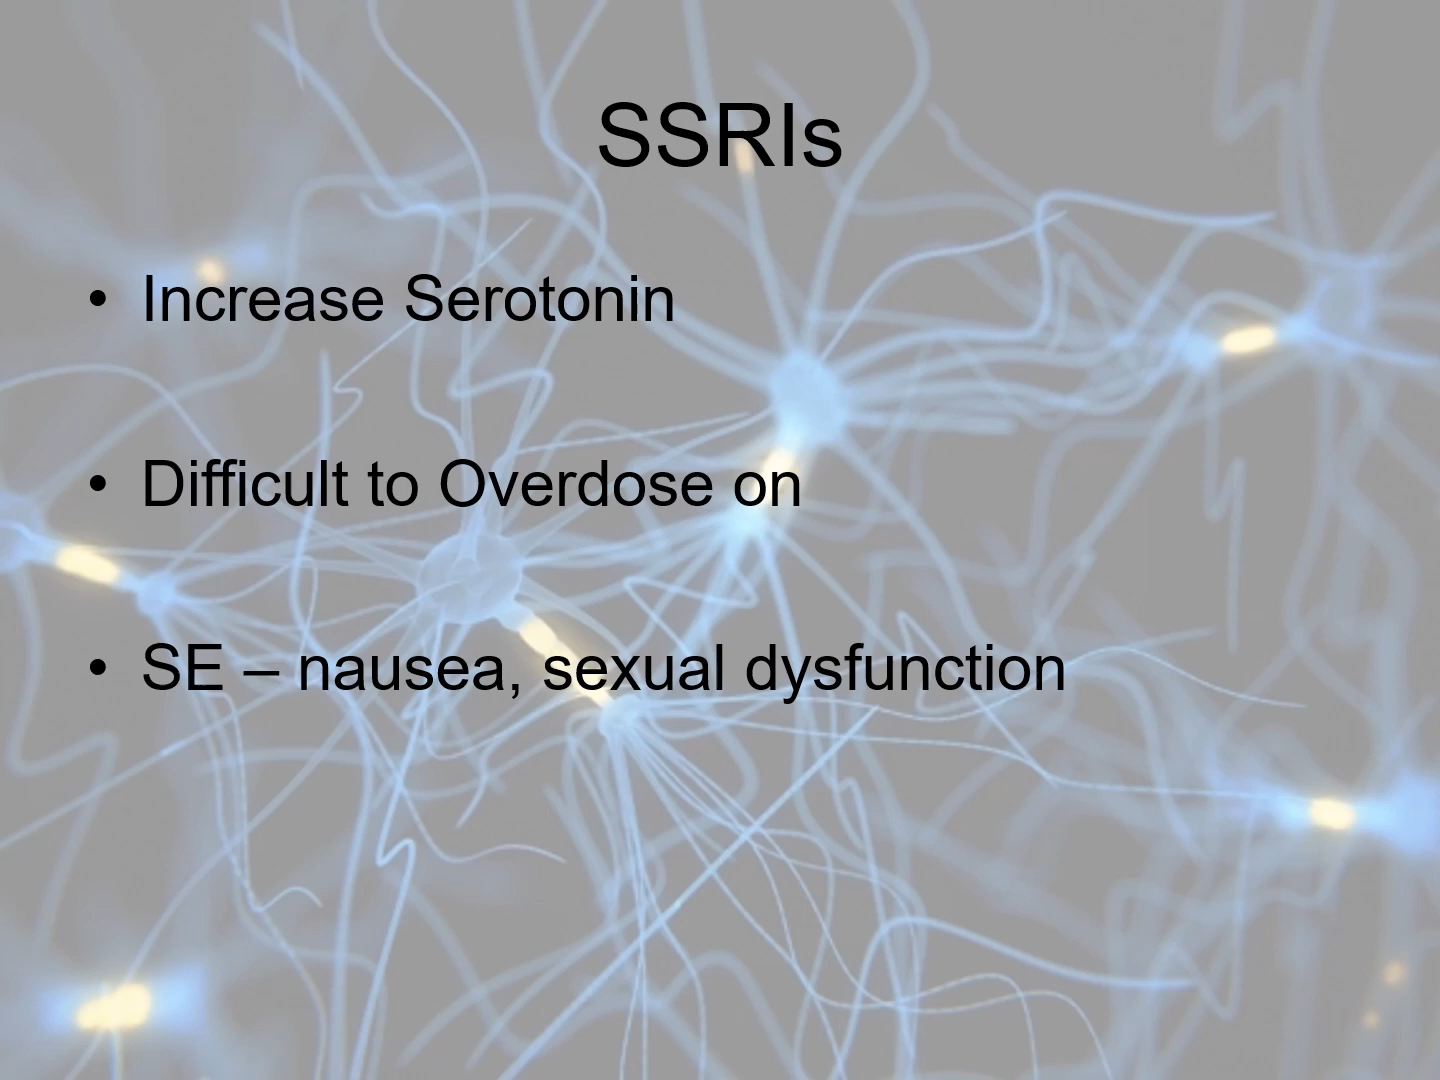 SSRIs
• Increase Serotonin
• Difficult to Overdose on
• SE – nausea, sexual dysfunction